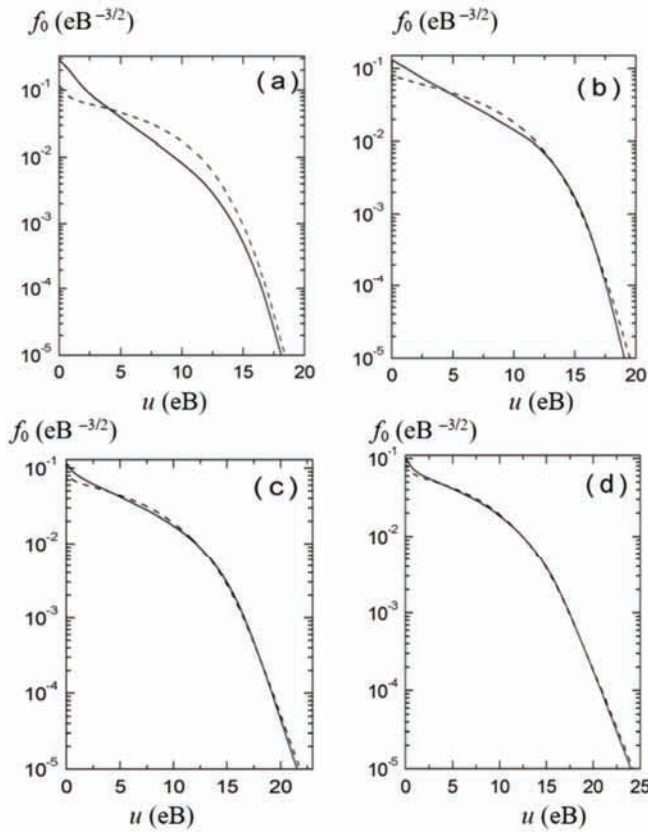 f₀ (eB⁻³/²) f₀ (eB⁻³/²)
10⁻¹ (a) 10⁻¹ (b)
10⁻² 10⁻²
10⁻³ 10⁻³
10⁻⁴ 10⁻⁴
10⁻⁵ 10⁻⁵
0 5 10 15 20 0 5 10 15 20
u (eB) u (eB)
f₀ (eB⁻³/²) f₀ (eB⁻³/²)
10⁻¹ (c) 10⁻¹ (d)
10⁻² 10⁻²
10⁻³ 10⁻³
10⁻⁴ 10⁻⁴
10⁻⁵ 10⁻⁵
0 5 10 15 20 0 5 10 15 20 25
u (eB) u (eB)